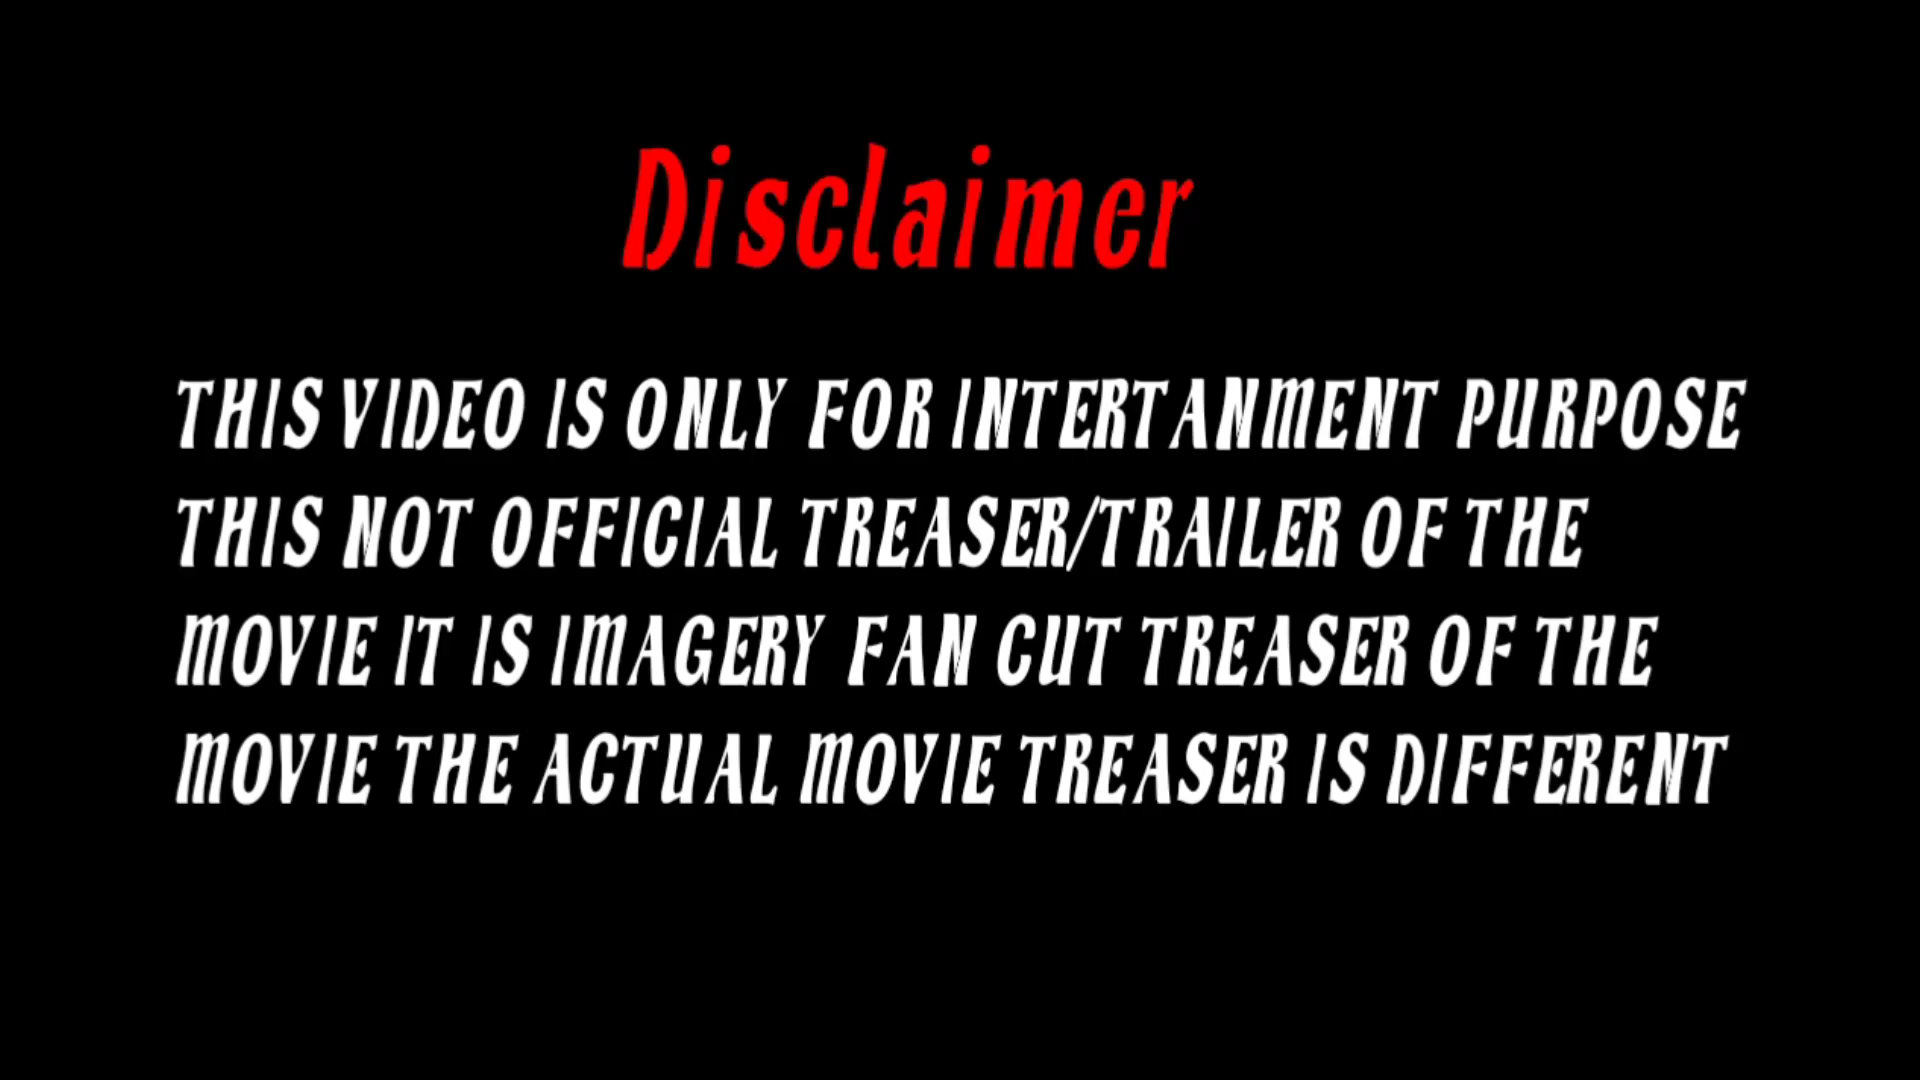 Disclaimer
THIS VIDEO IS ONLY FOR INTERTANMENT PURPOSE
THIS NOT OFFICIAL TREASER/TRAILER OF THE
MOVIE IT IS IMAGERY FAN CUT TREASER OF THE
MOVIE THE ACTUAL MOVIE TREASER IS DIFFERENT